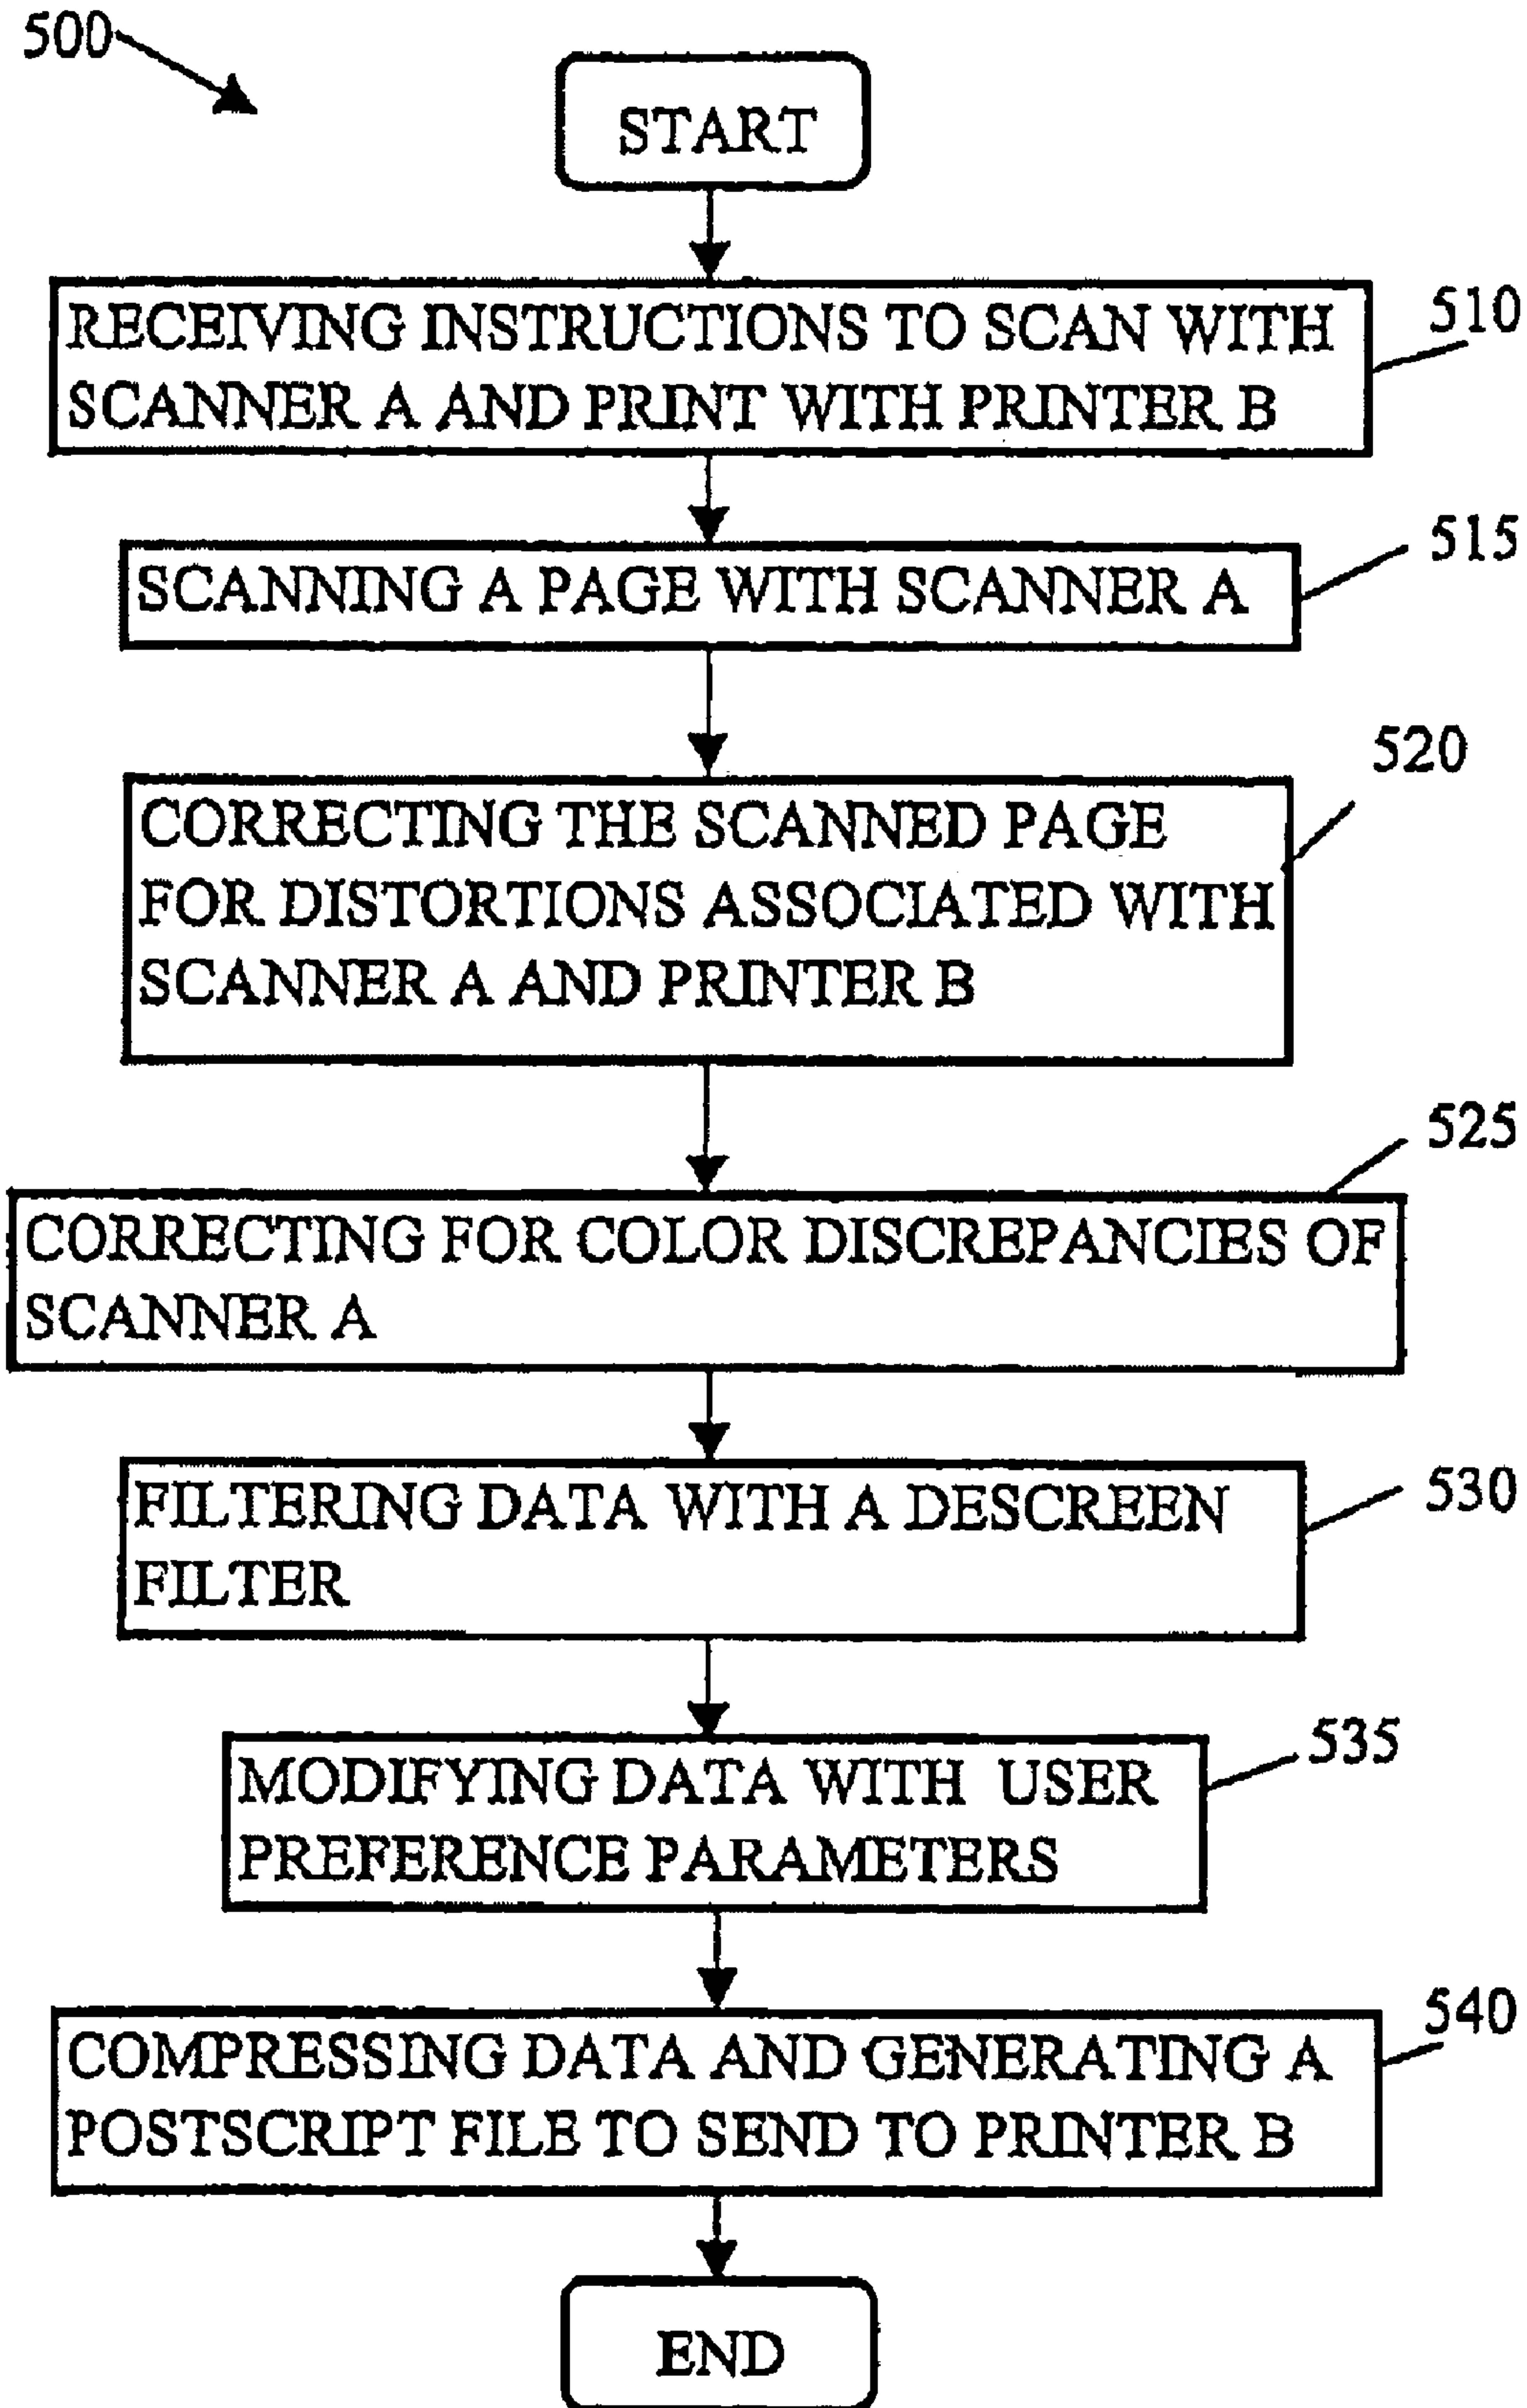 500
START
RECEIVING INSTRUCTIONS TO SCAN WITH
SCANNER A AND PRINT WITH PRINTER B
510
SCANNING A PAGE WITH SCANNER A
515
CORRECTING THE SCANNED PAGE
FOR DISTORTIONS ASSOCIATED WITH
SCANNER A AND PRINTER B
520
CORRECTING FOR COLOR DISCREPANCIES OF
SCANNER A
525
FILTERING DATA WITH A DESCREEN
FILTER
530
MODIFYING DATA WITH USER
PREFERENCE PARAMETERS
535
COMPRESSING DATA AND GENERATING A
POSTSCRIPT FILE TO SEND TO PRINTER B
540
END